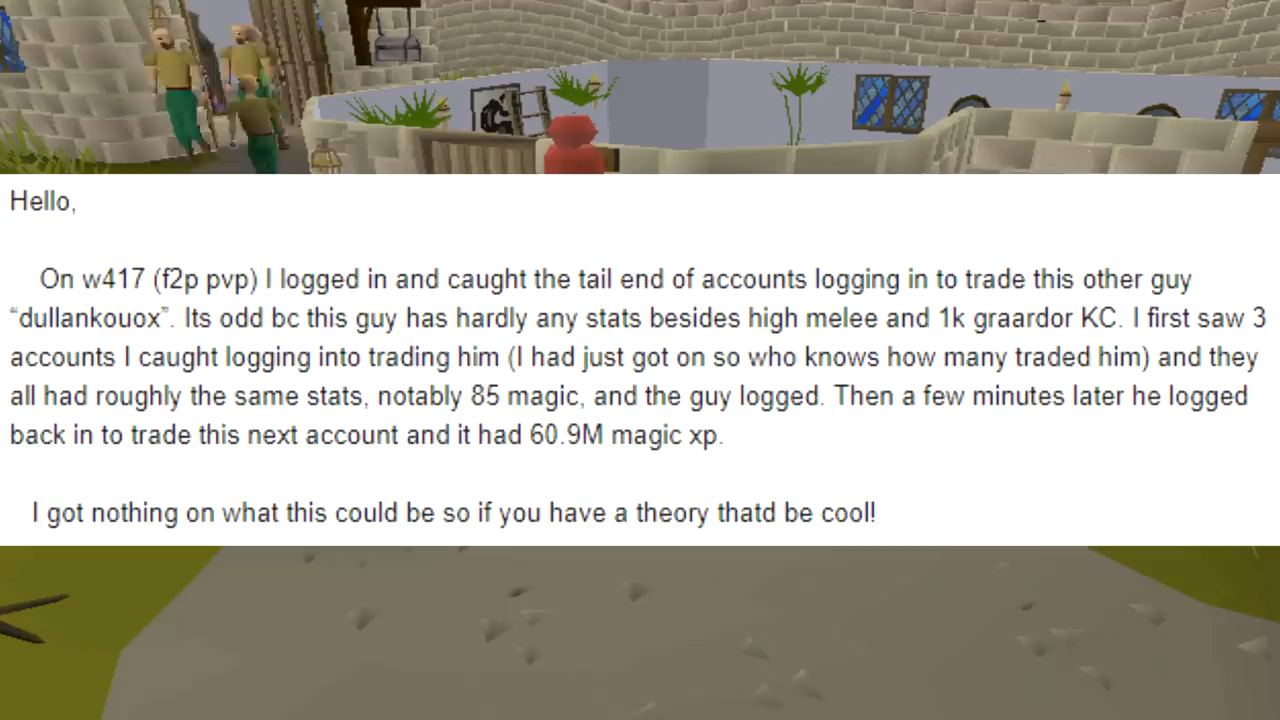 Hello,
On w417 (f2p pvp) I logged in and caught the tail end of accounts logging in to trade this other guy
“dullankouox”. Its odd bc this guy has hardly any stats besides high melee and 1k graardor KC. I first saw 3
accounts I caught logging into trading him (I had just got on so who knows how many traded him) and they
all had roughly the same stats, notably 85 magic, and the guy logged. Then a few minutes later he logged
back in to trade this next account and it had 60.9M magic xp.
I got nothing on what this could be so if you have a theory thatd be cool!